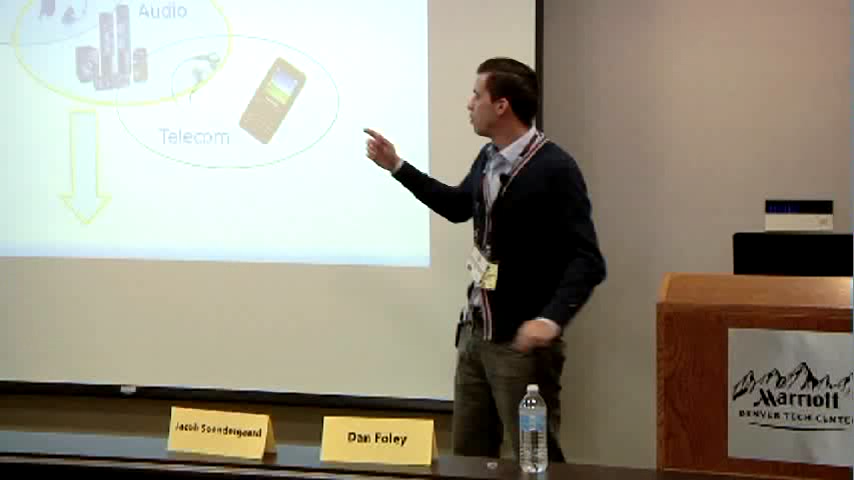 Audio
Telecom
Jacob Soendergaard
Dan Foley
Marriott
DENVER TECH CENTER